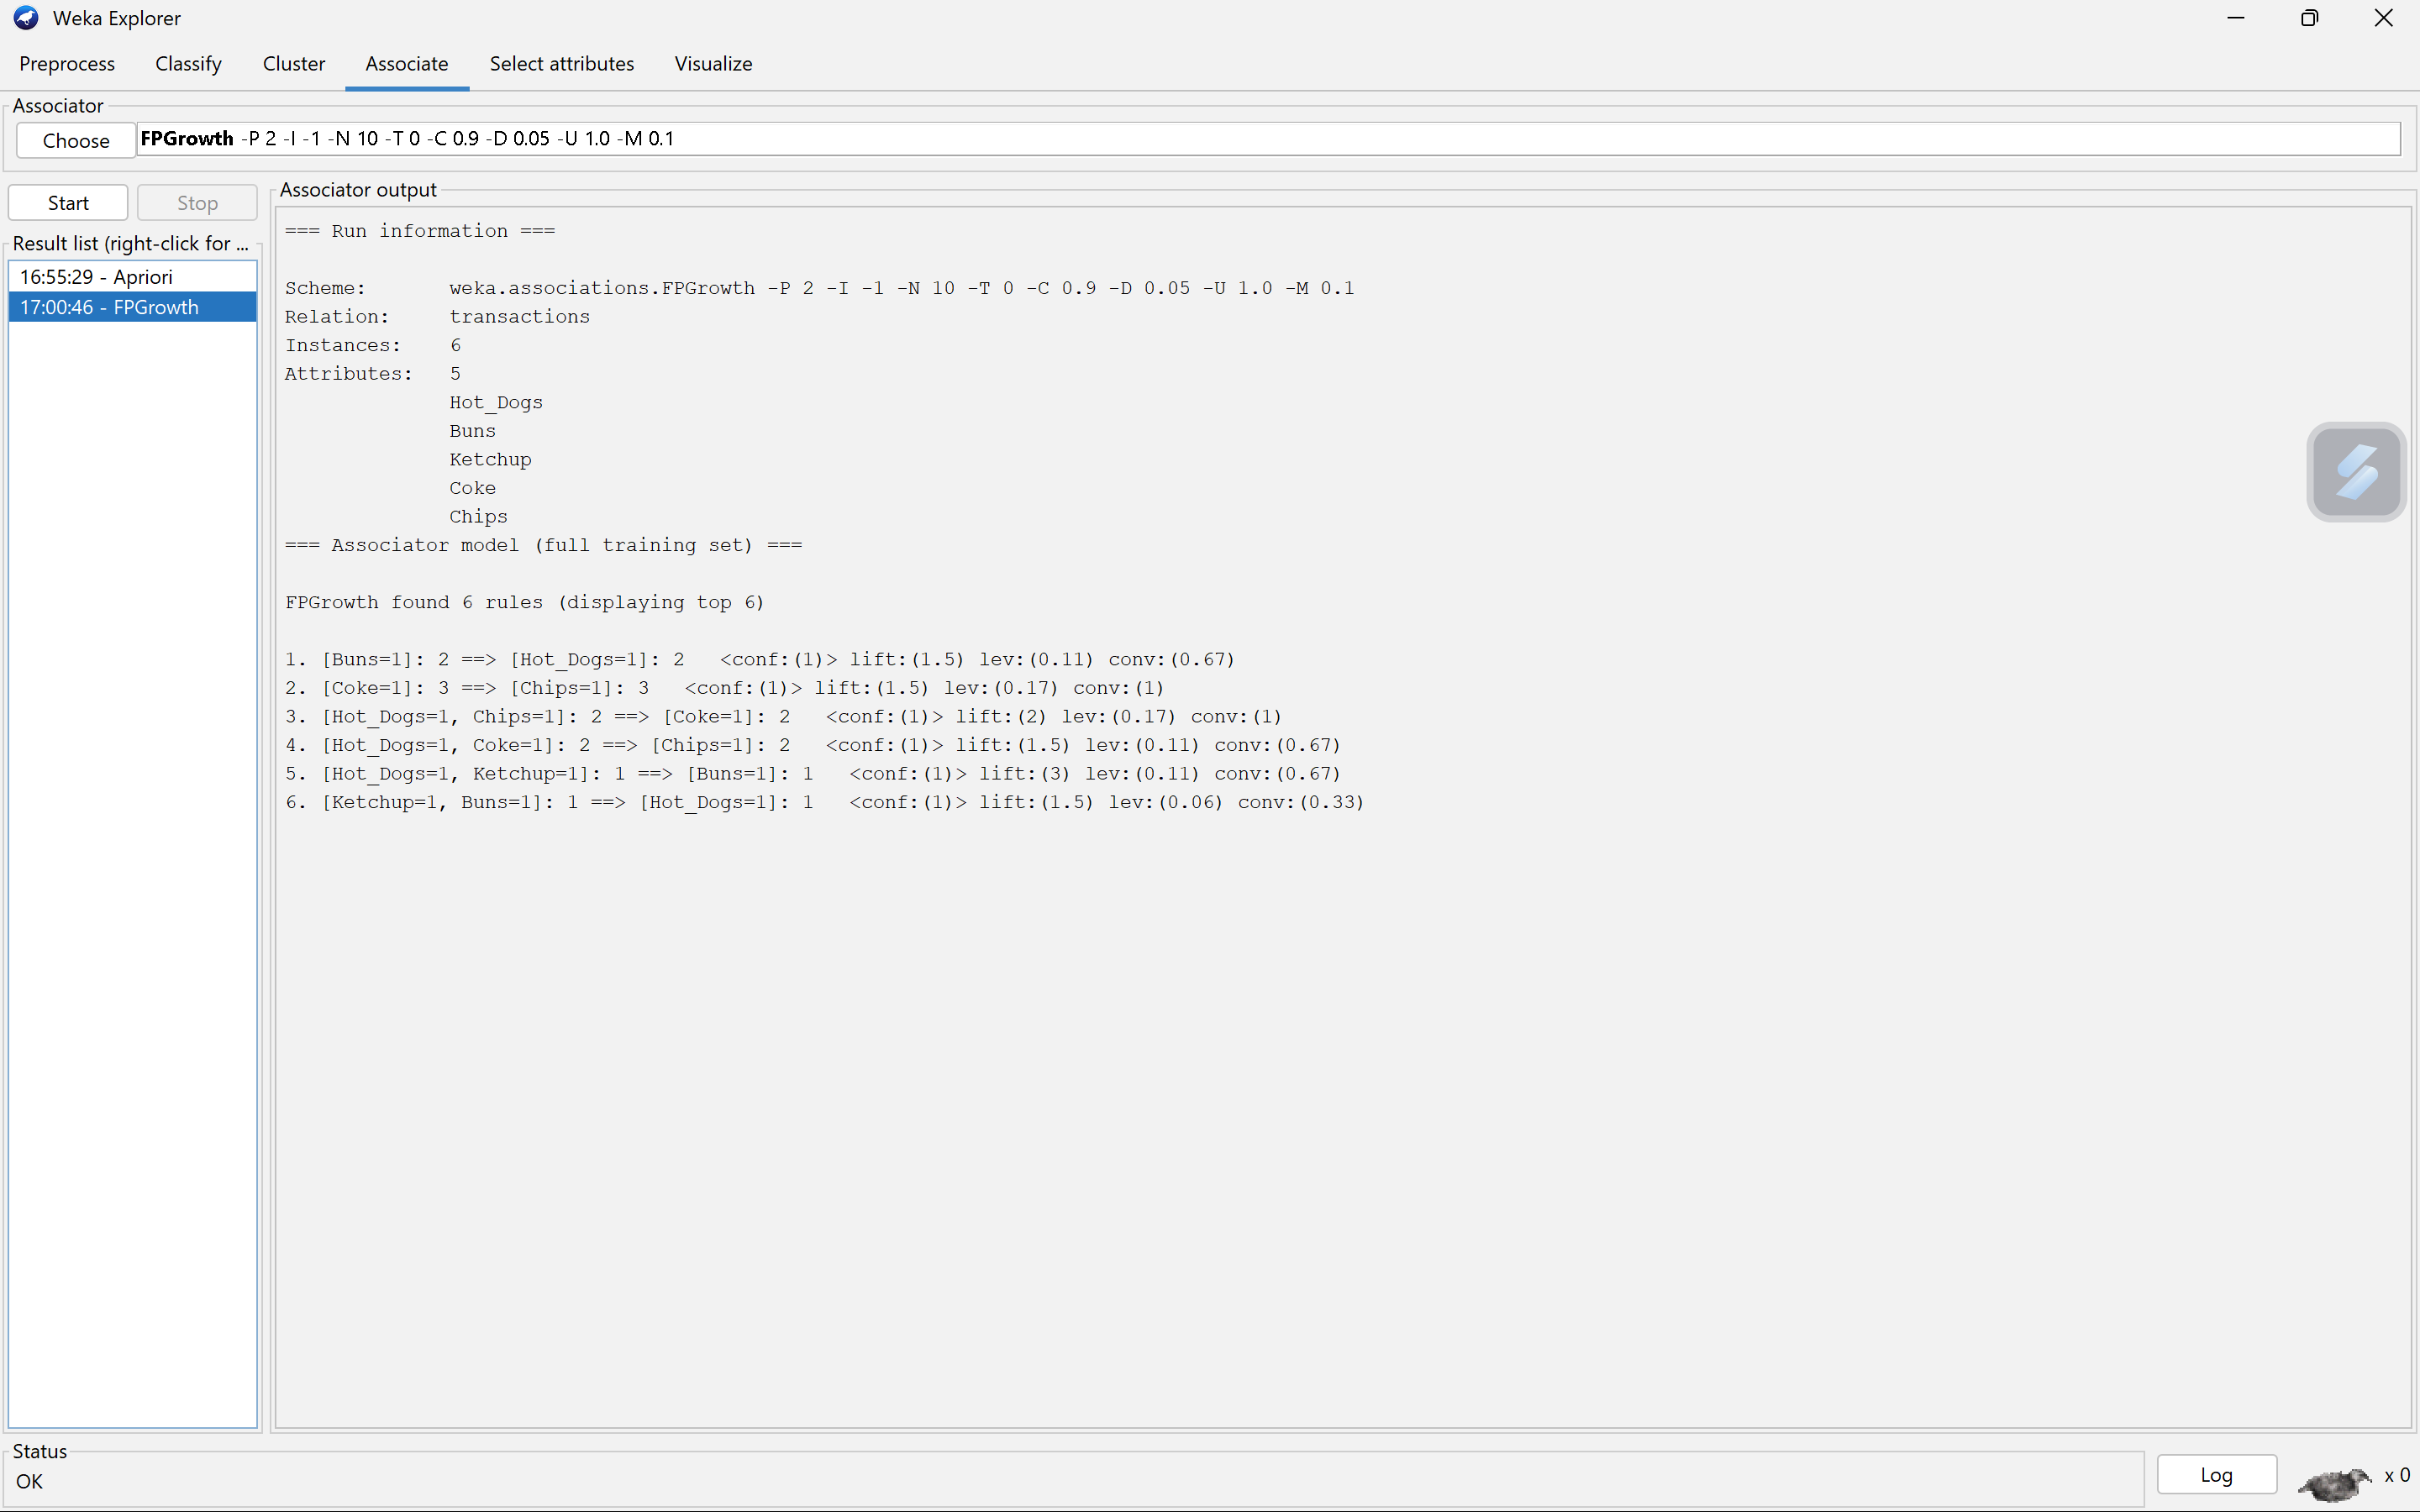 Weka Explorer
Preprocess Classify Cluster Associate Select attributes Visualize
Associator
Choose FPGrowth -P 2 -I -1 -N 10 -T 0 -C 0.9 -D 0.05 -U 1.0 -M 0.1
Start Stop
Result list (right-click for ...
16:55:29 - Apriori
17:00:46 - FPGrowth
Associator output
=== Run information ===
Scheme: weka.associations.FPGrowth -P 2 -I -1 -N 10 -T 0 -C 0.9 -D 0.05 -U 1.0 -M 0.1
Relation: transactions
Instances: 6
Attributes: 5
Hot_Dogs
Buns
Ketchup
Coke
Chips
=== Associator model (full training set) ===
FPGrowth found 6 rules (displaying top 6)
1. [Buns=1]: 2 ==> [Hot_Dogs=1]: 2 <conf:(1)> lift:(1.5) lev:(0.11) conv:(0.67)
2. [Coke=1]: 3 ==> [Chips=1]: 3 <conf:(1)> lift:(1.5) lev:(0.17) conv:(1)
3. [Hot_Dogs=1, Chips=1]: 2 ==> [Coke=1]: 2 <conf:(1)> lift:(2) lev:(0.17) conv:(1)
4. [Hot_Dogs=1, Coke=1]: 2 ==> [Chips=1]: 2 <conf:(1)> lift:(1.5) lev:(0.11) conv:(0.67)
5. [Hot_Dogs=1, Ketchup=1]: 1 ==> [Buns=1]: 1 <conf:(1)> lift:(3) lev:(0.11) conv:(0.67)
6. [Ketchup=1, Buns=1]: 1 ==> [Hot_Dogs=1]: 1 <conf:(1)> lift:(1.5) lev:(0.06) conv:(0.33)
Status
OK
Log
x 0